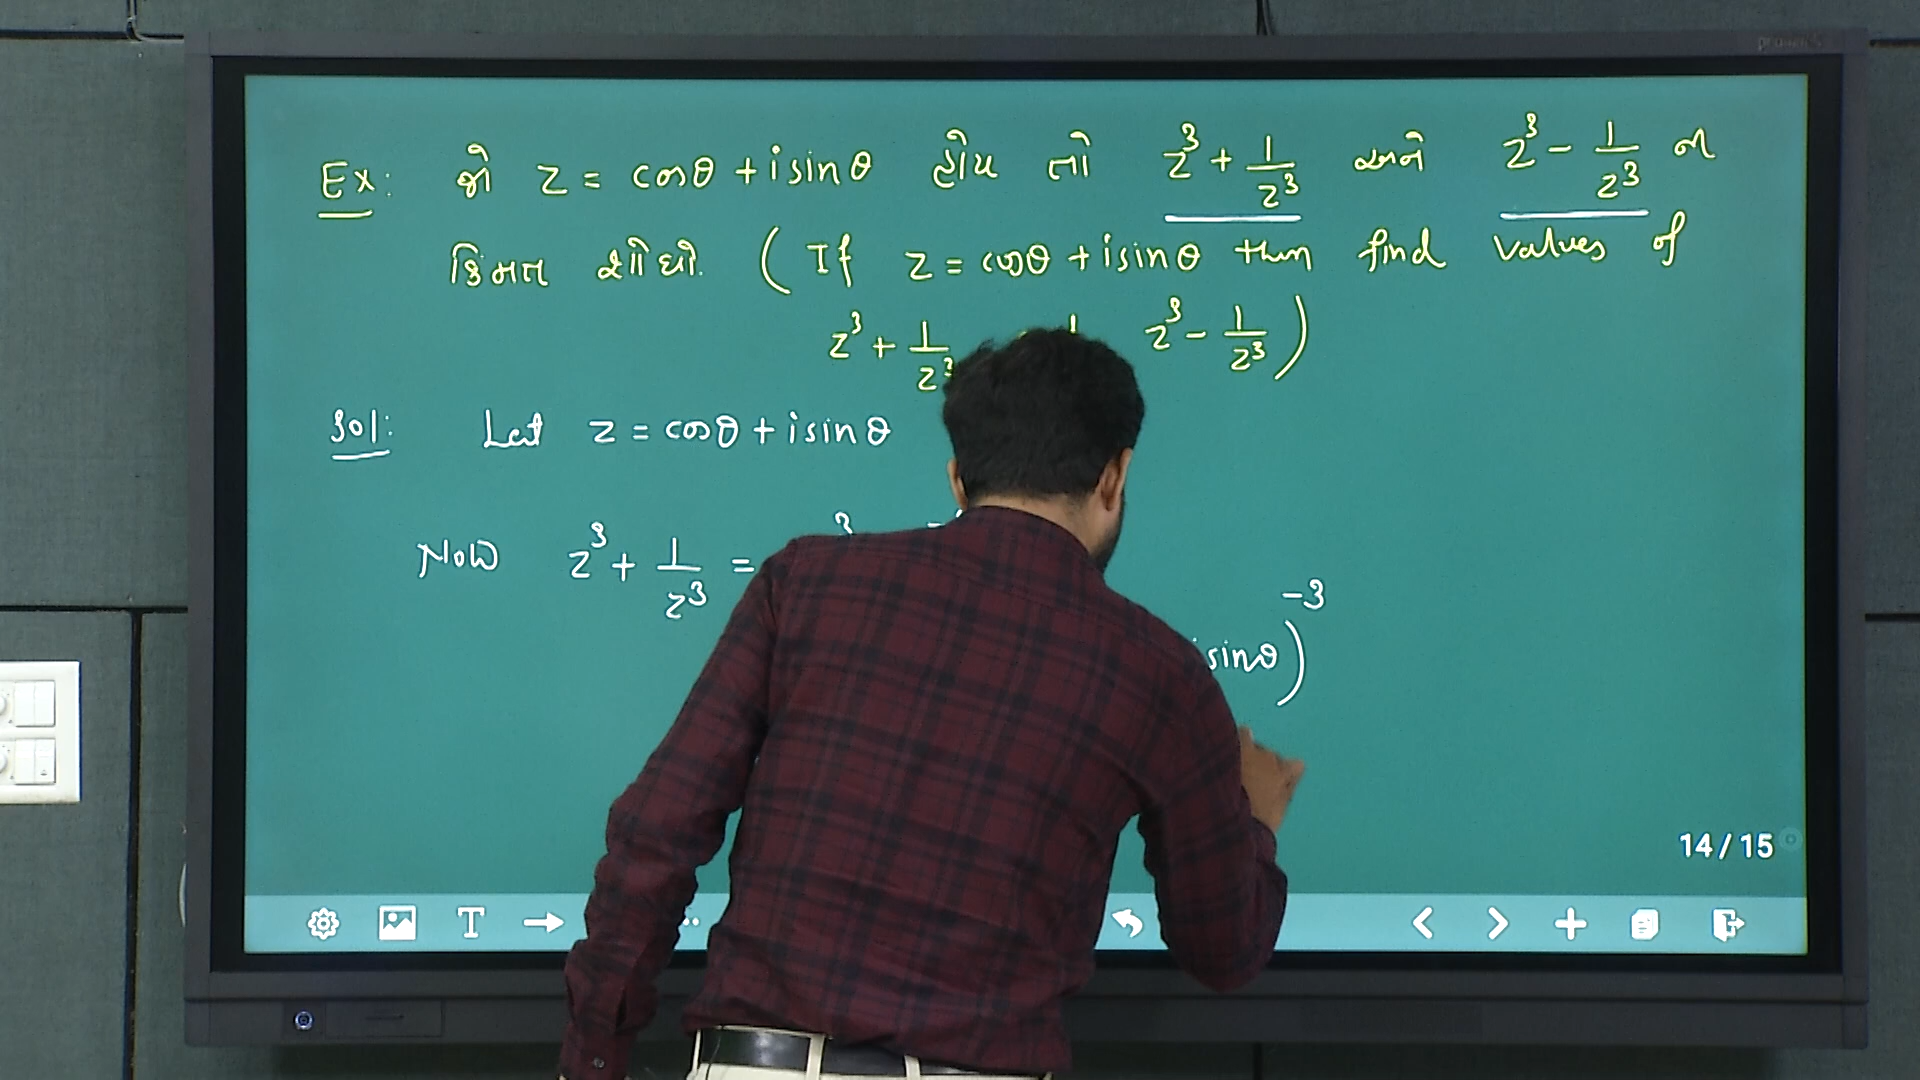 Ex: જો z = cosθ + i sinθ હોય તો z³ + 1/z³ અને z³ - 1/z³ ન
કિંમત શોધો. ( If z = cosθ + i sinθ then find values of
z³ + 1/z³ z³ - 1/z³ )
Sol: Let z = cosθ + i sinθ
Now z³ + 1/z³ = 3
sinθ)⁻³
14/15
T